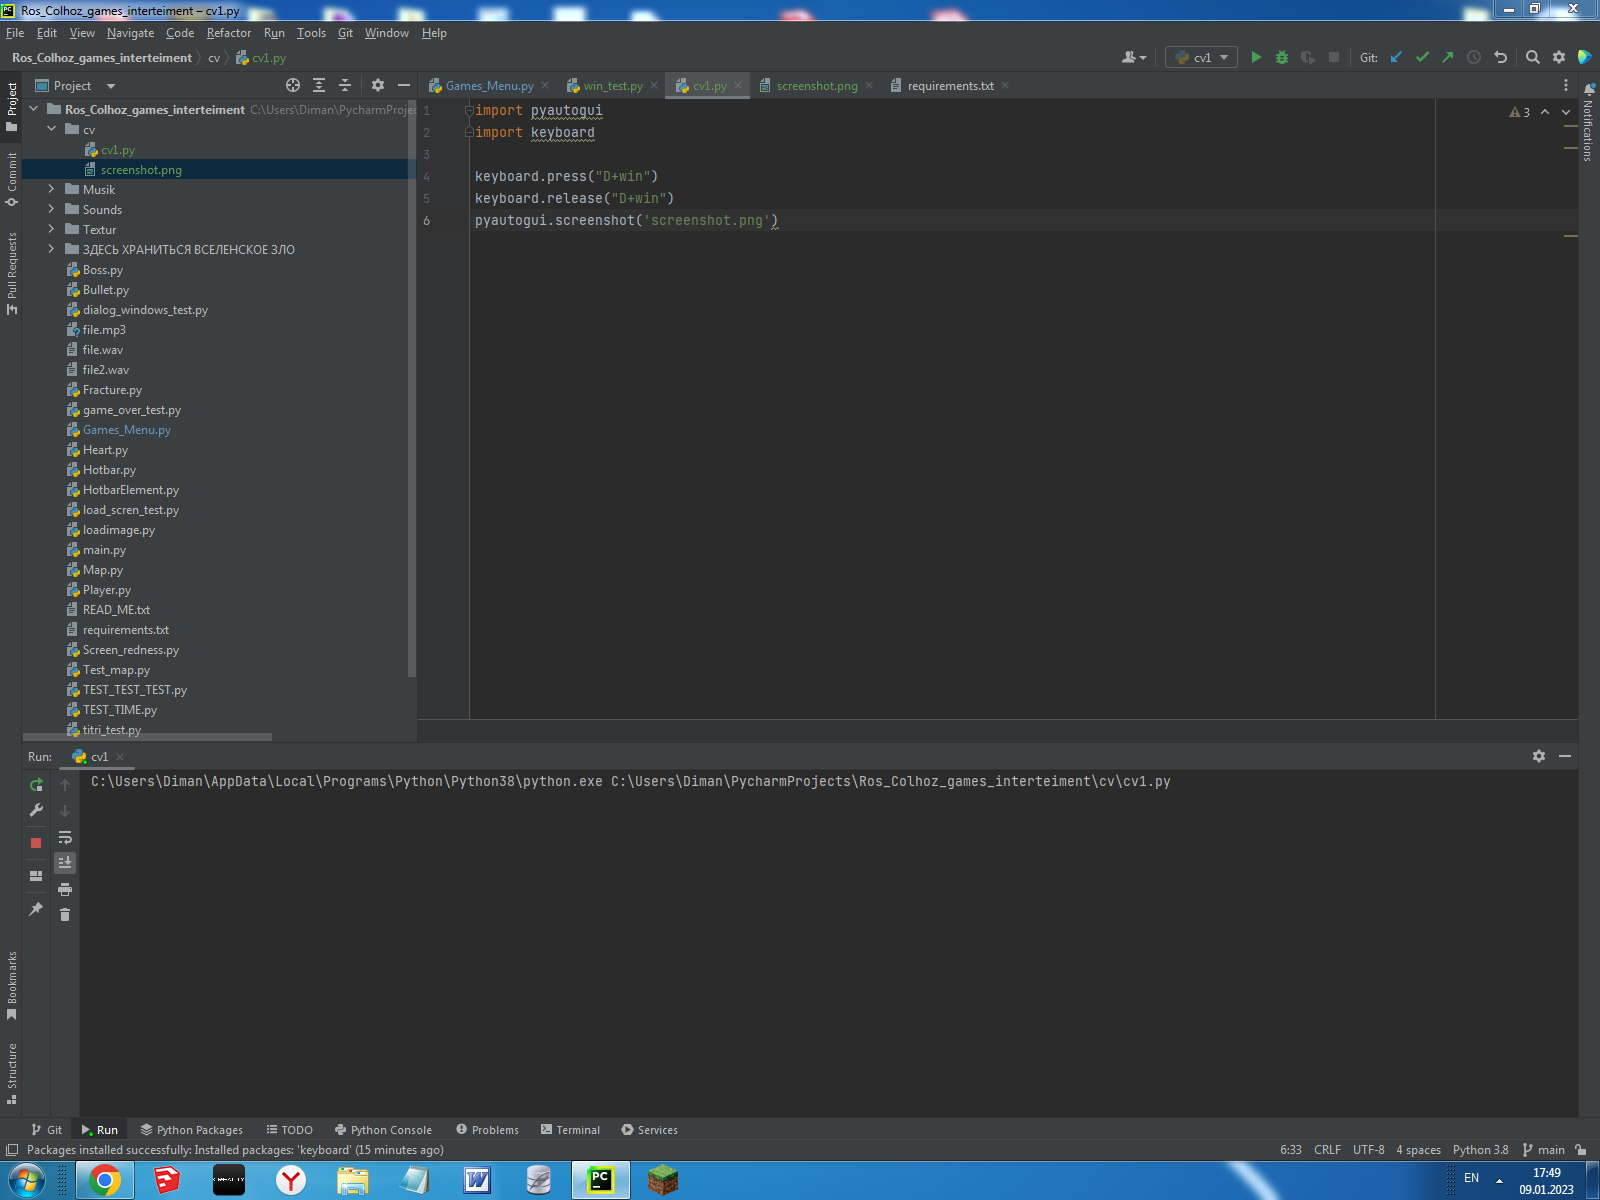 Ros_Colhoz_games_interteiment – cv1.py
File Edit View Navigate Code Refactor Run Tools Git Window Help
Ros_Colhoz_games_interteiment cv cv1.py
cv1 Git:
Project
Games_Menu.py win_test.py cv1.py screenshot.png requirements.txt
Ros_Colhoz_games_interteiment C:\Users\Diman\PycharmProjec
cv
cv1.py
screenshot.png
Musik
Sounds
Textur
ЗДЕСЬ ХРАНИТЬСЯ ВСЕЛЕНСКОЕ ЗЛО
Boss.py
Bullet.py
dialog_windows_test.py
file.mp3
file.wav
file2.wav
Fracture.py
game_over_test.py
Games_Menu.py
Heart.py
Hotbar.py
HotbarElement.py
load_scren_test.py
loadimage.py
main.py
Map.py
Player.py
READ_ME.txt
requirements.txt
Screen_redness.py
Test_map.py
TEST_TEST_TEST.py
TEST_TIME.py
titri_test.py
1 import pyautogui
2 import keyboard
3
4 keyboard.press("D+win")
5 keyboard.release("D+win")
6 pyautogui.screenshot('screenshot.png')
3
Project
Commit
Pull Requests
Bookmarks
Structure
Notifications
Run: cv1
C:\Users\Diman\AppData\Local\Programs\Python\Python38\python.exe C:\Users\Diman\PycharmProjects\Ros_Colhoz_games_interteiment\cv\cv1.py
Git Run Python Packages TODO Python Console Problems Terminal Services
Packages installed successfully: Installed packages: 'keyboard' (15 minutes ago) 6:33 CRLF UTF-8 4 spaces Python 3.8 main
EN 17:49
09.01.2023